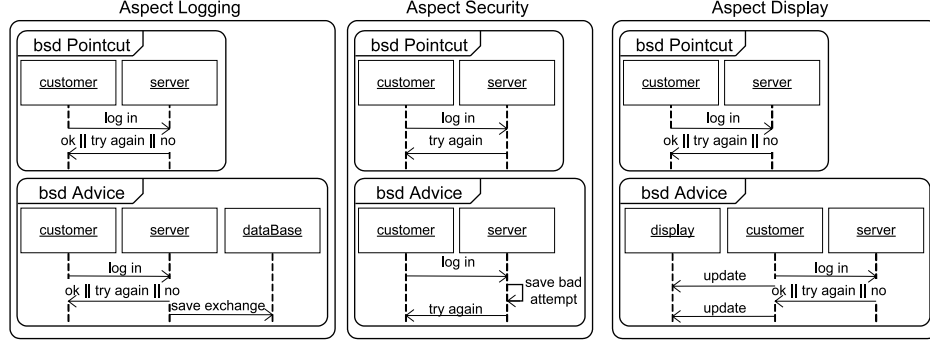 Aspect Logging
bsd Pointcut
customer server
log in
ok || try again || no
bsd Advice
customer server dataBase
log in
ok || try again || no
save exchange
Aspect Security
bsd Pointcut
customer server
log in
try again
bsd Advice
customer server
log in
save bad
attempt
try again
Aspect Display
bsd Pointcut
customer server
log in
ok || try again || no
bsd Advice
display customer server
log in
update
ok || try again || no
update